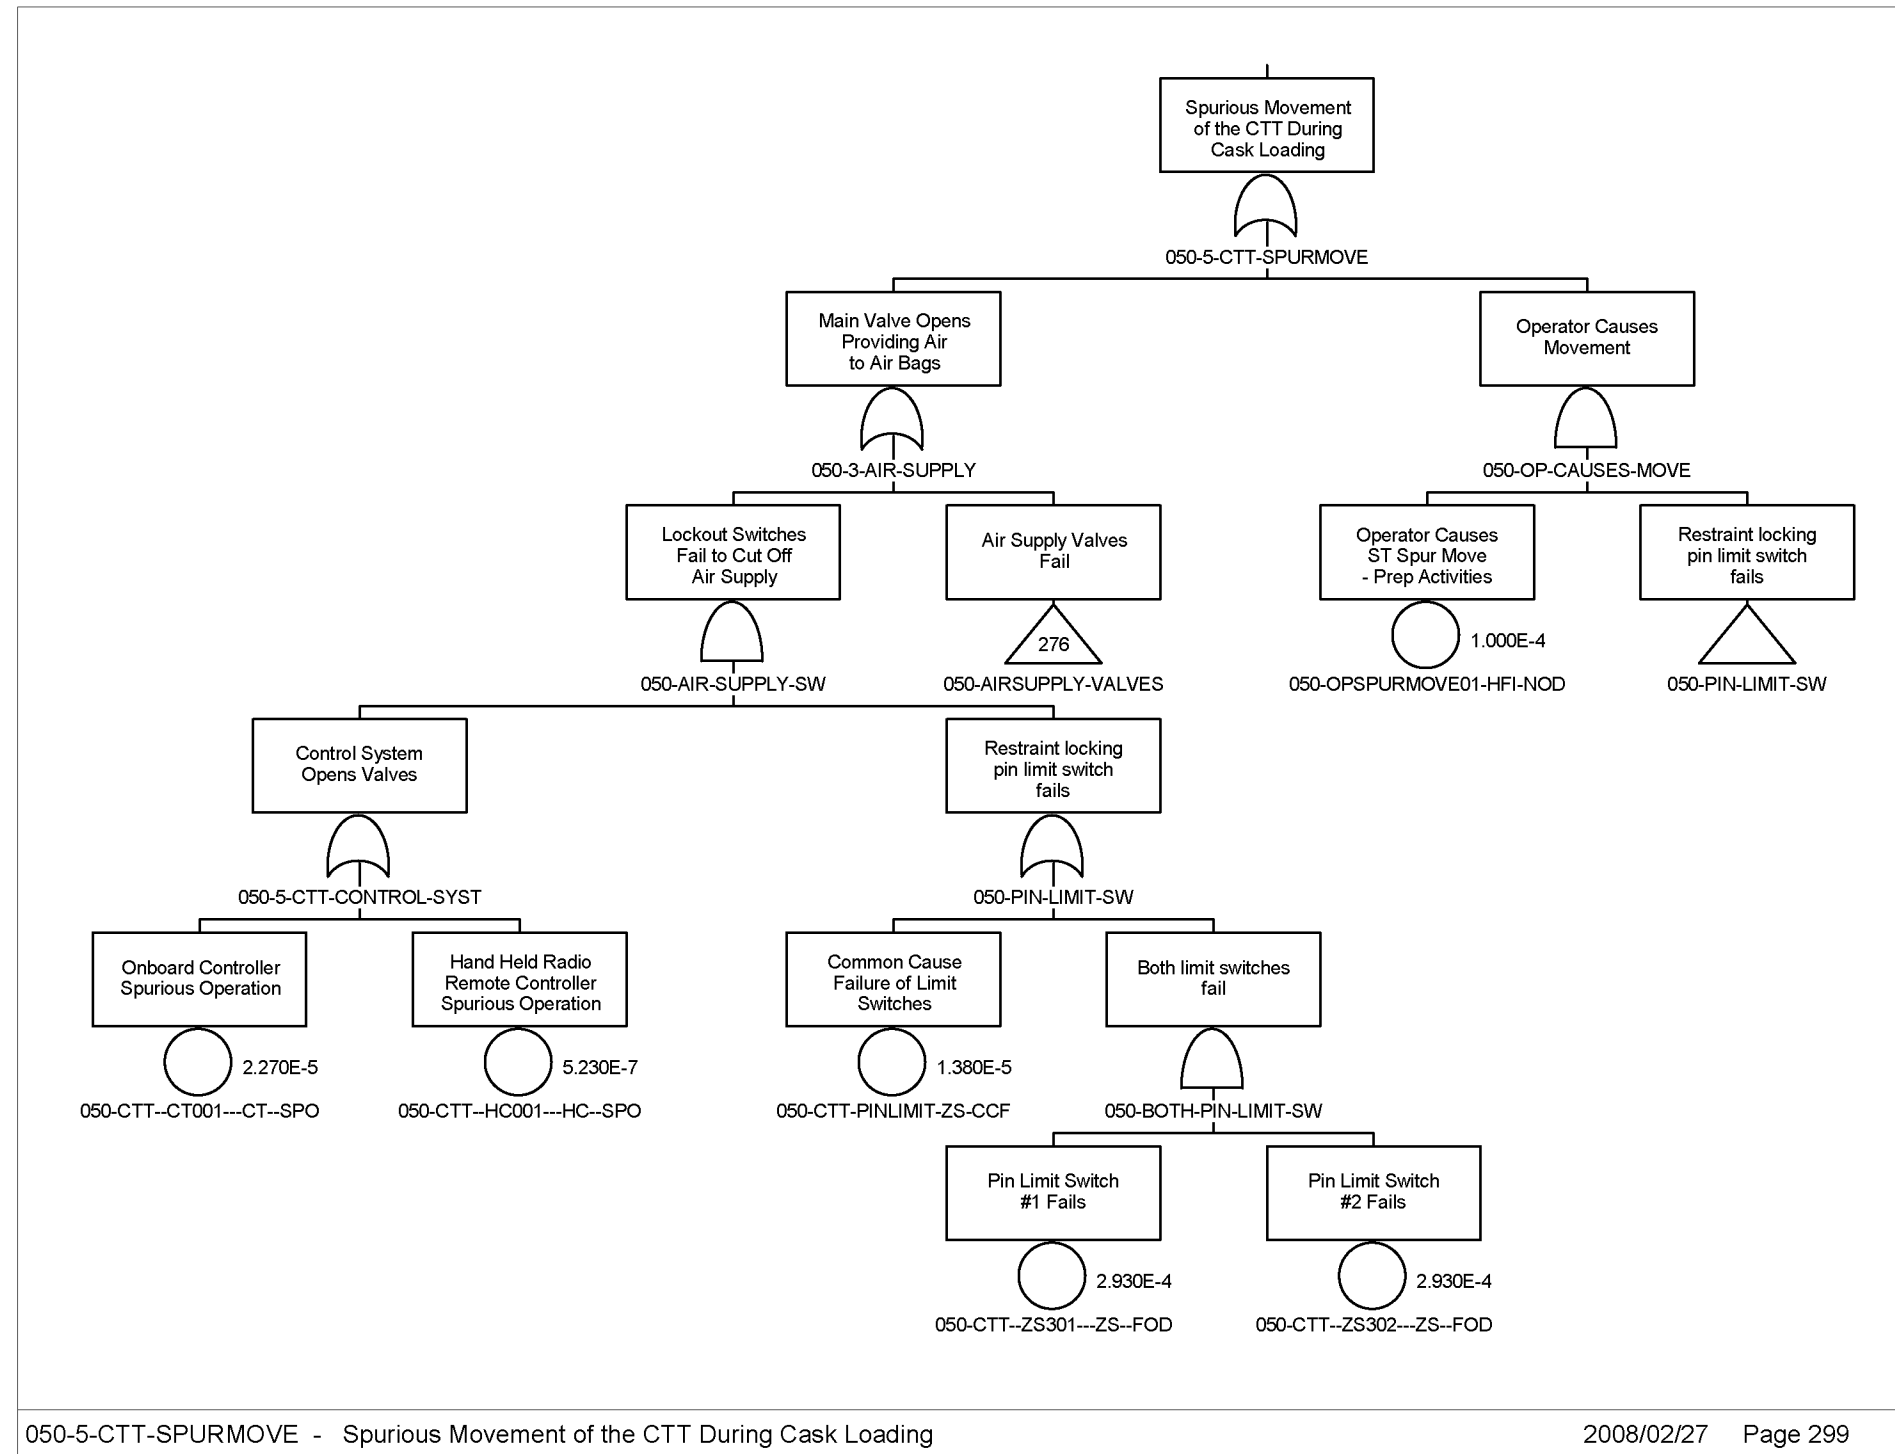 Spurious Movement
of the CTT During
Cask Loading
050-5-CTT-SPURMOVE
Main Valve Opens
Providing Air
to Air Bags
050-3-AIR-SUPPLY
Operator Causes
Movement
050-OP-CAUSES-MOVE
Lockout Switches
Fail to Cut Off
Air Supply
050-AIR-SUPPLY-SW
Air Supply Valves
Fail
276
050-AIRSUPPLY-VALVES
Operator Causes
ST Spur Move
- Prep Activities
1.000E-4
050-OPSPURMOVE01-HFI-NOD
Restraint locking
pin limit switch
fails
050-PIN-LIMIT-SW
Control System
Opens Valves
050-5-CTT-CONTROL-SYST
Restraint locking
pin limit switch
fails
050-PIN-LIMIT-SW
Onboard Controller
Spurious Operation
2.270E-5
050-CTT--CT001---CT--SPO
Hand Held Radio
Remote Controller
Spurious Operation
5.230E-7
050-CTT--HC001---HC--SPO
Common Cause
Failure of Limit
Switches
1.380E-5
050-CTT-PINLIMIT-ZS-CCF
Both limit switches
fail
050-BOTH-PIN-LIMIT-SW
Pin Limit Switch
#1 Fails
2.930E-4
050-CTT--ZS301---ZS--FOD
Pin Limit Switch
#2 Fails
2.930E-4
050-CTT--ZS302---ZS--FOD
050-5-CTT-SPURMOVE - Spurious Movement of the CTT During Cask Loading
2008/02/27 Page 299